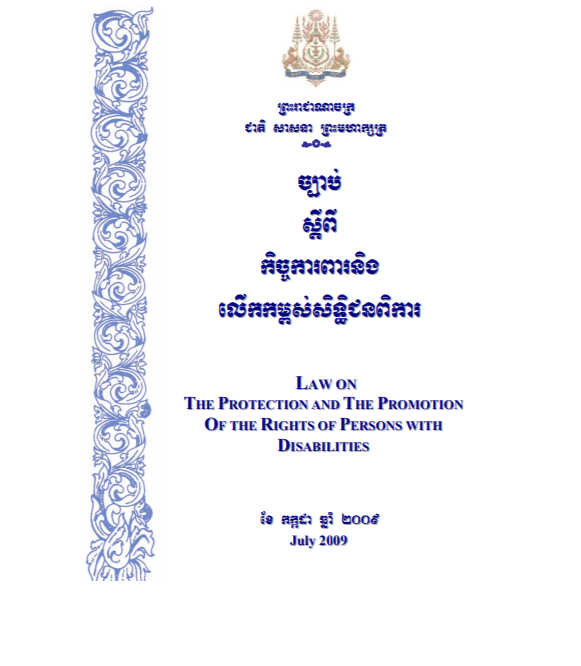 ព្រះរាជាណាចក្រ
ជាតិ សាសនា ព្រះមហាក្សត្រ
ច្បាប់
ស្តីពី
កិច្ចការពារនិង
លើកកម្ពស់សិទ្ធិជនពិការ
LAW ON
THE PROTECTION AND THE PROMOTION
OF THE RIGHTS OF PERSONS WITH
DISABILITIES
ខែ កក្កដា ឆ្នាំ ២០០៩
July 2009